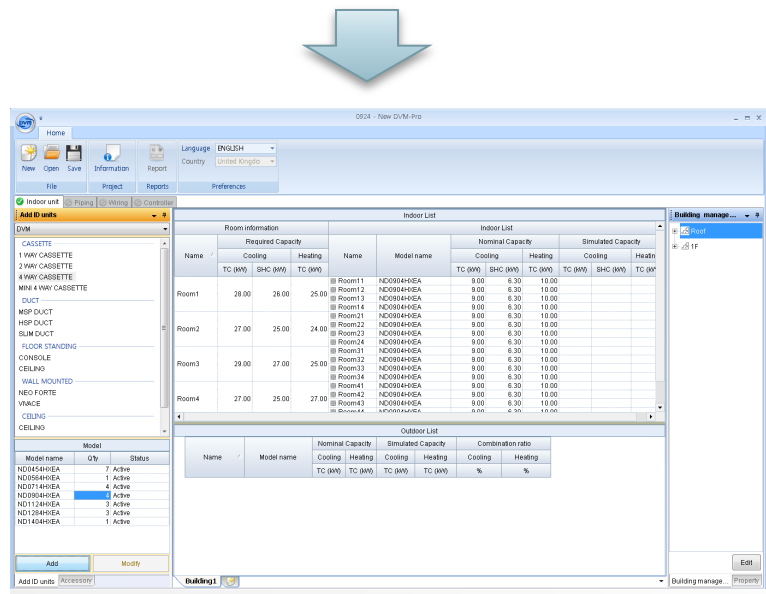 0924 - New DVM-Pro
DVM
Home
New Open Save Information Report
Language ENGLISH
Country United Kingdo
File Project Reports Preferences
Indoor unit Piping Wiring Controller
Add ID units
DVM
CASSETTE
1 WAY CASSETTE
2 WAY CASSETTE
4 WAY CASSETTE
MINI 4 WAY CASSETTE
DUCT
MSP DUCT
HSP DUCT
SLIM DUCT
FLOOR STANDING
CONSOLE
CEILING
WALL MOUNTED
NEO FORTE
VIVACE
CEILING
CEILING
Model
Model name Q'ty Status
ND0454HXEA 7 Active
ND0564HXEA 1 Active
ND0714HXEA 4 Active
ND0904HXEA 4 Active
ND1124HXEA 3 Active
ND1284HXEA 3 Active
ND1404HXEA 1 Active
Add Modify
Add ID units Accessory
Indoor List
Room information Indoor List
Name Required Capacity Name Model name Nominal Capacity Simulated Capacity
Cooling Heating Cooling Heating Cooling Heatin
TC (kW) SHC (kW) TC (kW) TC (kW) SHC (kW) TC (kW) TC (kW) SHC (kW) TC (kW
Room1 28.00 26.00 25.00
Room11 ND0904HXEA 9.00 6.30 10.00
Room12 ND0904HXEA 9.00 6.30 10.00
Room13 ND0904HXEA 9.00 6.30 10.00
Room14 ND0904HXEA 9.00 6.30 10.00
Room2 27.00 25.00 24.00
Room21 ND0904HXEA 9.00 6.30 10.00
Room22 ND0904HXEA 9.00 6.30 10.00
Room23 ND0904HXEA 9.00 6.30 10.00
Room24 ND0904HXEA 9.00 6.30 10.00
Room3 29.00 27.00 25.00
Room31 ND0904HXEA 9.00 6.30 10.00
Room32 ND0904HXEA 9.00 6.30 10.00
Room33 ND0904HXEA 9.00 6.30 10.00
Room34 ND0904HXEA 9.00 6.30 10.00
Room4 27.00 25.00 27.00
Room41 ND0904HXEA 9.00 6.30 10.00
Room42 ND0904HXEA 9.00 6.30 10.00
Room43 ND0904HXEA 9.00 6.30 10.00
Room44 ND0904HXEA 9.00 6.30 10.00
Outdoor List
Name Model name Nominal Capacity Simulated Capacity Combination ratio
Cooling Heating Cooling Heating Cooling Heating
TC (kW) TC (kW) TC (kW) TC (kW) % %
Building1
Building manage...
Roof
1F
Edit
Building manage... Property